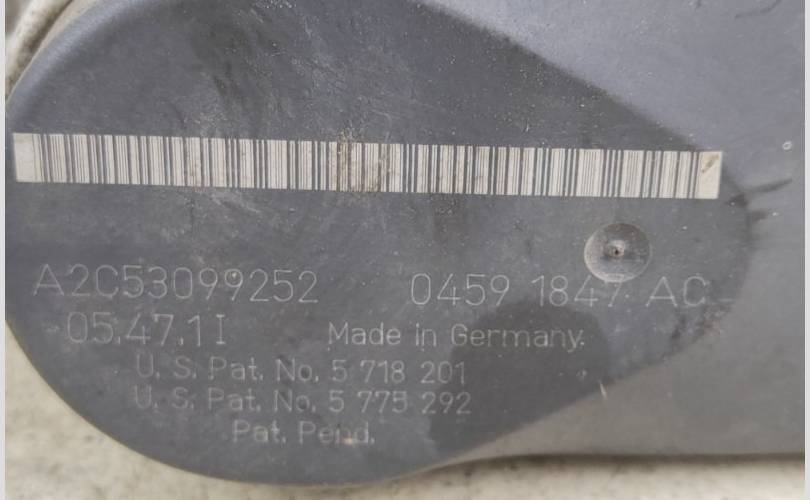 A2C53099252 0459 1847 AC
05.47.1I Made in Germany.
U. S. Pat. No. 5 718 201
U. S. Pat. No. 5 775 292
Pat. Pend.